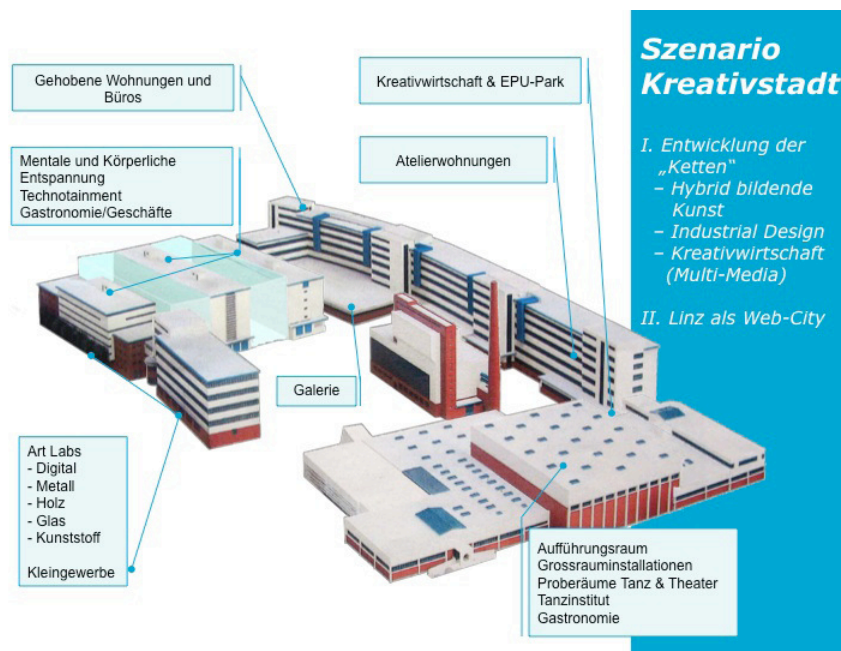 Szenario
Kreativstadt
I. Entwicklung der
„Ketten“
– Hybrid bildende
Kunst
– Industrial Design
– Kreativwirtschaft
(Multi-Media)
II. Linz als Web-City
Gehobene Wohnungen und
Büros
Kreativwirtschaft & EPU-Park
Mentale und Körperliche
Entspannung
Technotainment
Gastronomie/Geschäfte
Atelierwohnungen
Galerie
Art Labs
- Digital
- Metall
- Holz
- Glas
- Kunststoff
Kleingewerbe
Aufführungsraum
Grossrauminstallationen
Proberäume Tanz & Theater
Tanzinstitut
Gastronomie